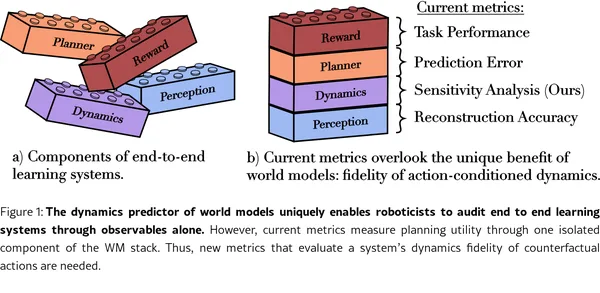 Planner
Reward
Perception
Dynamics
a) Components of end-to-end
learning systems.
Current metrics:
Reward
Task Performance
Planner
Prediction Error
Dynamics
Sensitivity Analysis (Ours)
Perception
Reconstruction Accuracy
b) Current metrics overlook the unique benefit of
world models: fidelity of action-conditioned dynamics.
Figure 1: The dynamics predictor of world models uniquely enables roboticists to audit end to end learning
systems through observables alone. However, current metrics measure planning utility through one isolated
component of the WM stack. Thus, new metrics that evaluate a system's dynamics fidelity of counterfactual
actions are needed.